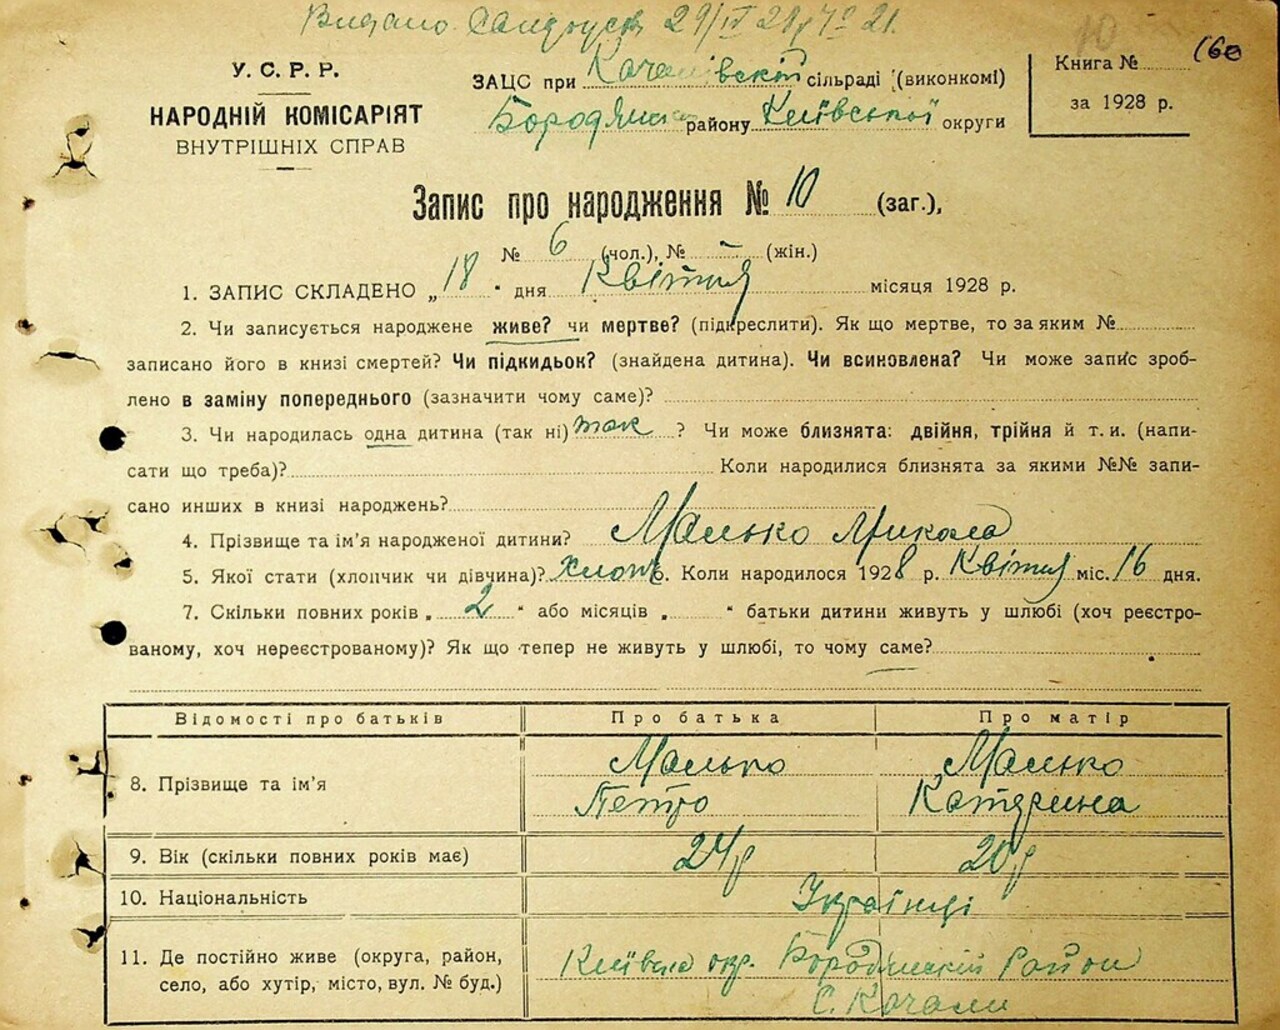 Видано 29/IV 28 р № 21.
10
160
У. С. Р. Р.
НАРОДНІЙ КОМІСАРІЯТ
ВНУТРІШНІХ СПРАВ
ЗАЦС при Качалівскій сільраді (виконкомі)
Бородянськ району Київської округи
Книга №
за 1928 р.
Запис про народження № 10 (заг.),
№ 6 (чол.), № - (жін.)
1. ЗАПИС СКЛАДЕНО „18" дня Квітня місяця 1928 р.
2. Чи записується народжене живе? чи мертве? (підкреслити). Як що мертве, то за яким №
записано його в книзі смертей? Чи підкидьок? (знайдена дитина). Чи всиновлена? Чи може запис зроб-
лено в заміну попереднього (зазначити чому саме)?
3. Чи народилась одна дитина (так ні) так? Чи може близнята: двійня, трійня й т. и. (напи-
сати що треба)? Коли народилися близнята за якими №№ запи-
сано инших в книзі народжень?
4. Прізвище та ім'я народженої дитини? Малько Микола
5. Якої стати (хлопчик чи дівчина)? хлопч 6. Коли народилося 1928 р. Квітня міс. 16 дня.
7. Скільки повних років „2" або місяців „ " батьки дитини живуть у шлюбі (хоч реєстро-
ваному, хоч нереєстрованому)? Як що тепер не живуть у шлюбі, то чому саме?
Відомості про батьків Про батька Про матір
8. Прізвище та ім'я Малько Петро Малько Катерина
9. Вік (скільки повних років має) 24 р 20 р
10. Національність Українці
11. Де постійно живе (округа, район,
село, або хутір, місто, вул. № буд.) Київська окр. Бородянскій Район
С. Качали